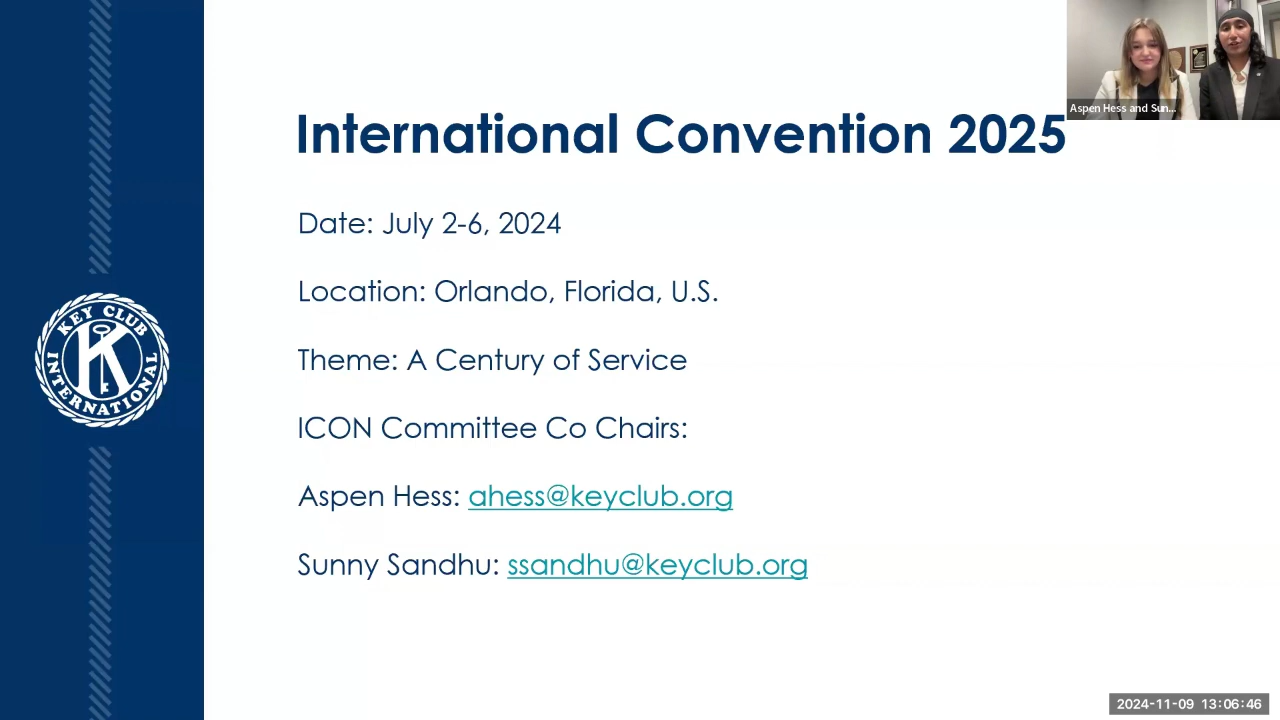 International Convention 2025
Aspen Hess and Sun...
Date: July 2-6, 2024
Location: Orlando, Florida, U.S.
Theme: A Century of Service
ICON Committee Co Chairs:
Aspen Hess: ahess@keyclub.org
Sunny Sandhu: ssandhu@keyclub.org
KEY CLUB
K
INTERNATIONAL
2024-11-09 13:06:46